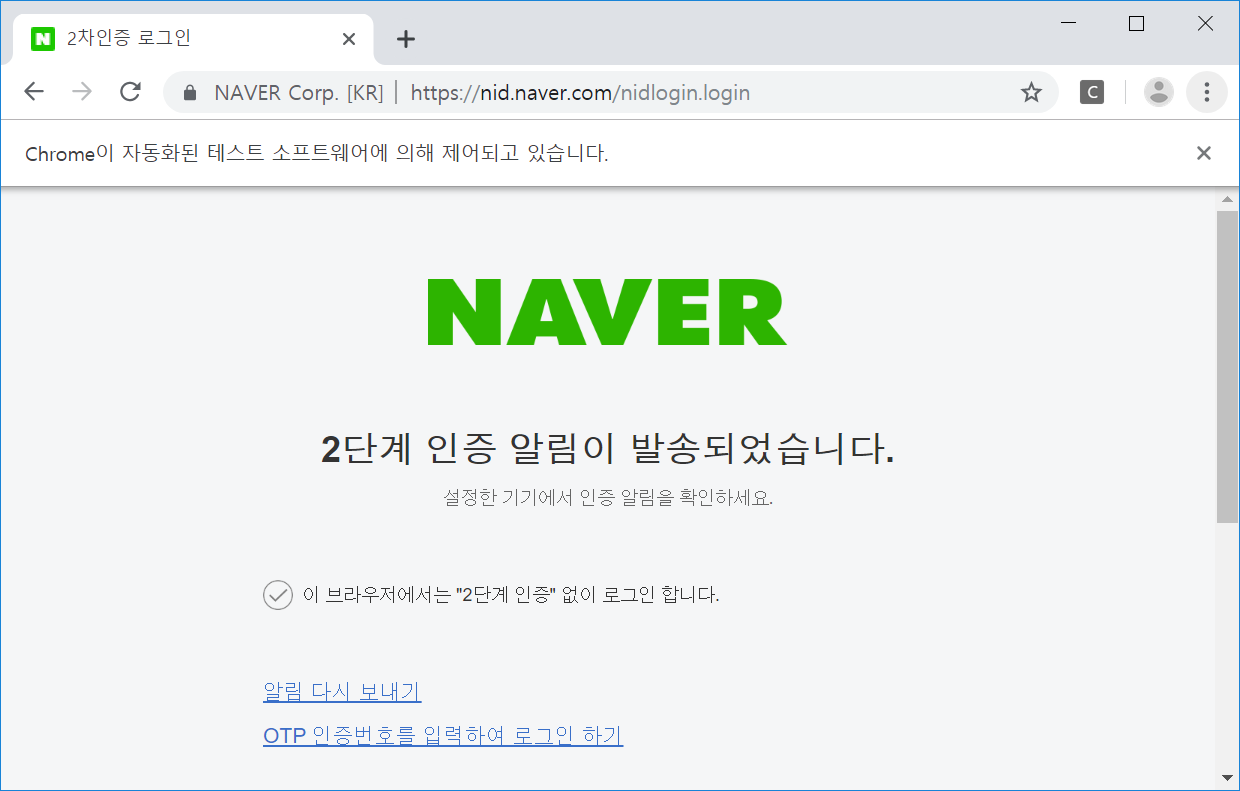 2차인증 로그인
NAVER Corp. [KR] | https://nid.naver.com/nidlogin.login
C
Chrome이 자동화된 테스트 소프트웨어에 의해 제어되고 있습니다.
NAVER
2단계 인증 알림이 발송되었습니다.
설정한 기기에서 인증 알림을 확인하세요.
이 브라우저에서는 "2단계 인증" 없이 로그인 합니다.
알림 다시 보내기
OTP 인증번호를 입력하여 로그인 하기